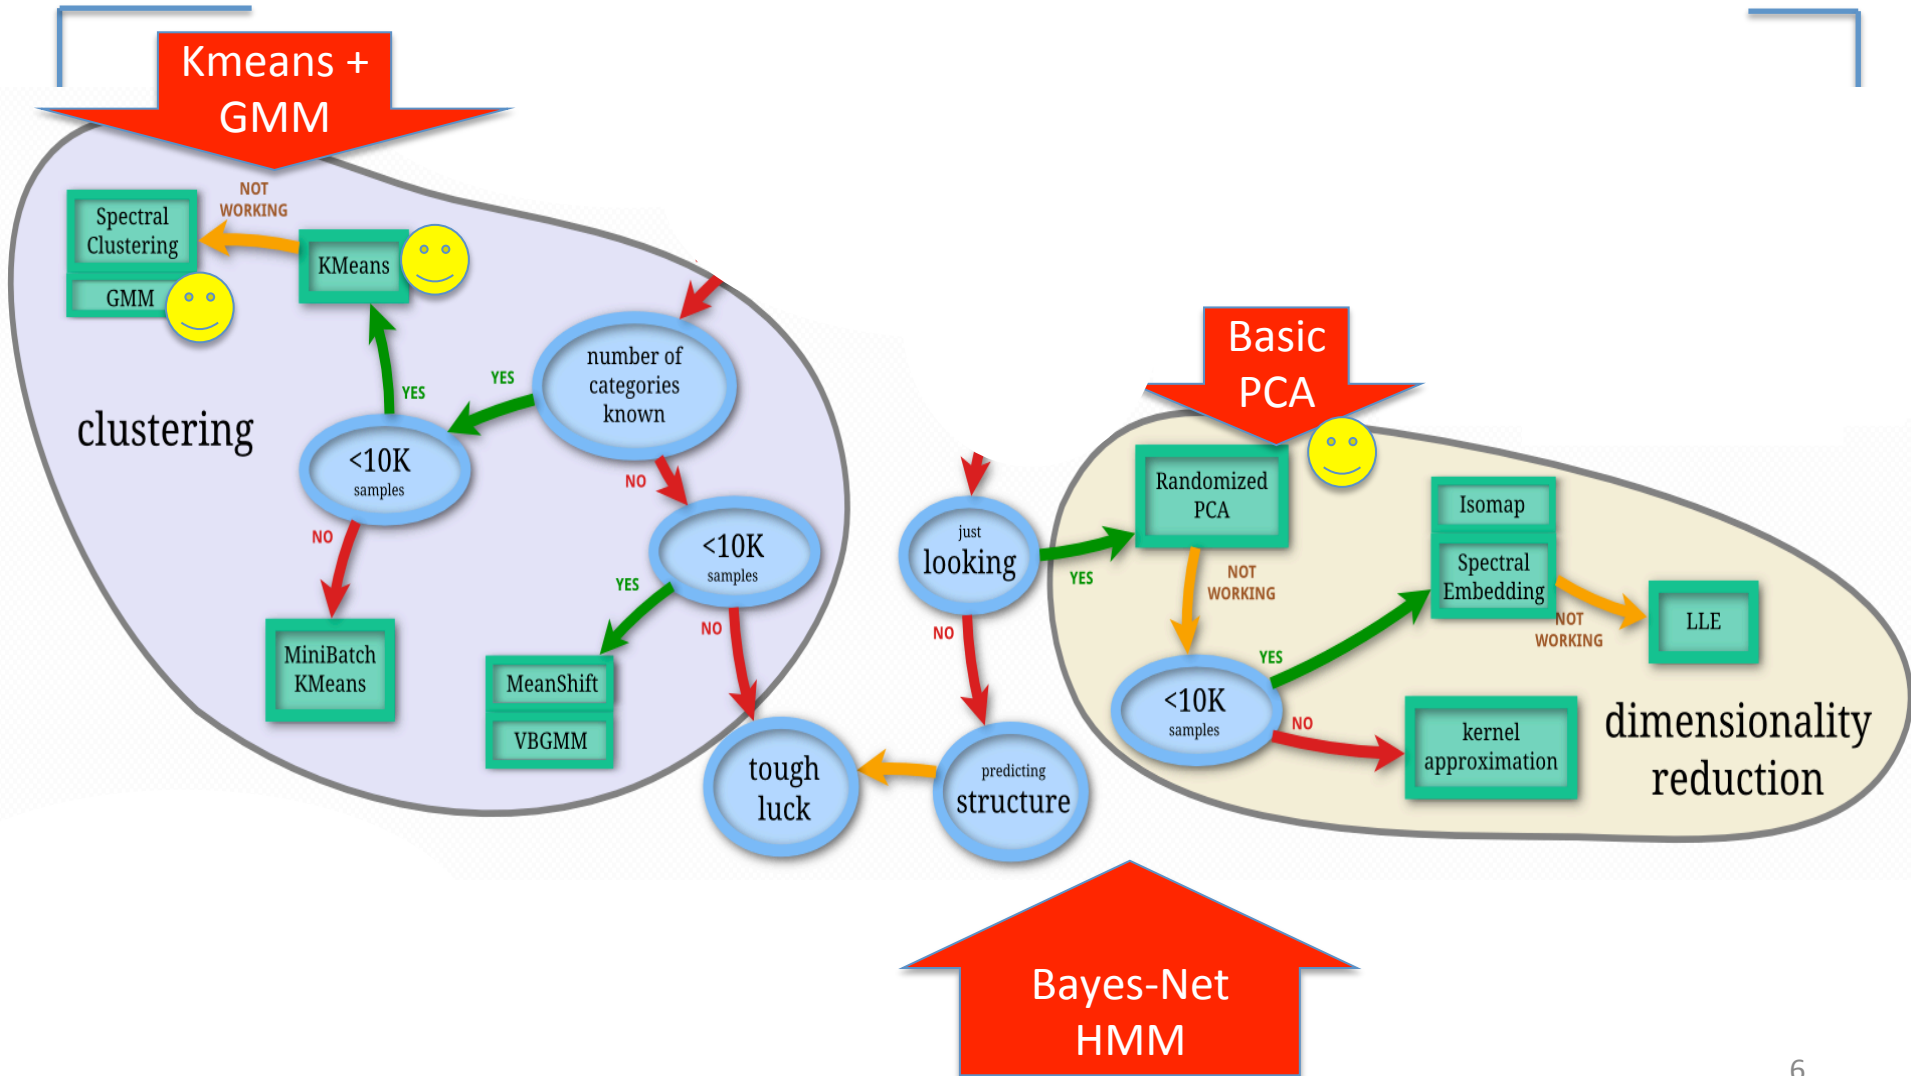 Kmeans +
GMM
NOT
WORKING
Spectral
Clustering
KMeans
GMM
number of
categories
known
YES
YES
clustering
<10K
samples
NO
NO
<10K
samples
YES
NO
MiniBatch
KMeans
MeanShift
VBGMM
tough
luck
just
looking
YES
NO
predicting
structure
Basic
PCA
Randomized
PCA
NOT
WORKING
Isomap
Spectral
Embedding
NOT
WORKING
LLE
YES
<10K
samples
NO
kernel
approximation
dimensionality
reduction
Bayes-Net
HMM
6